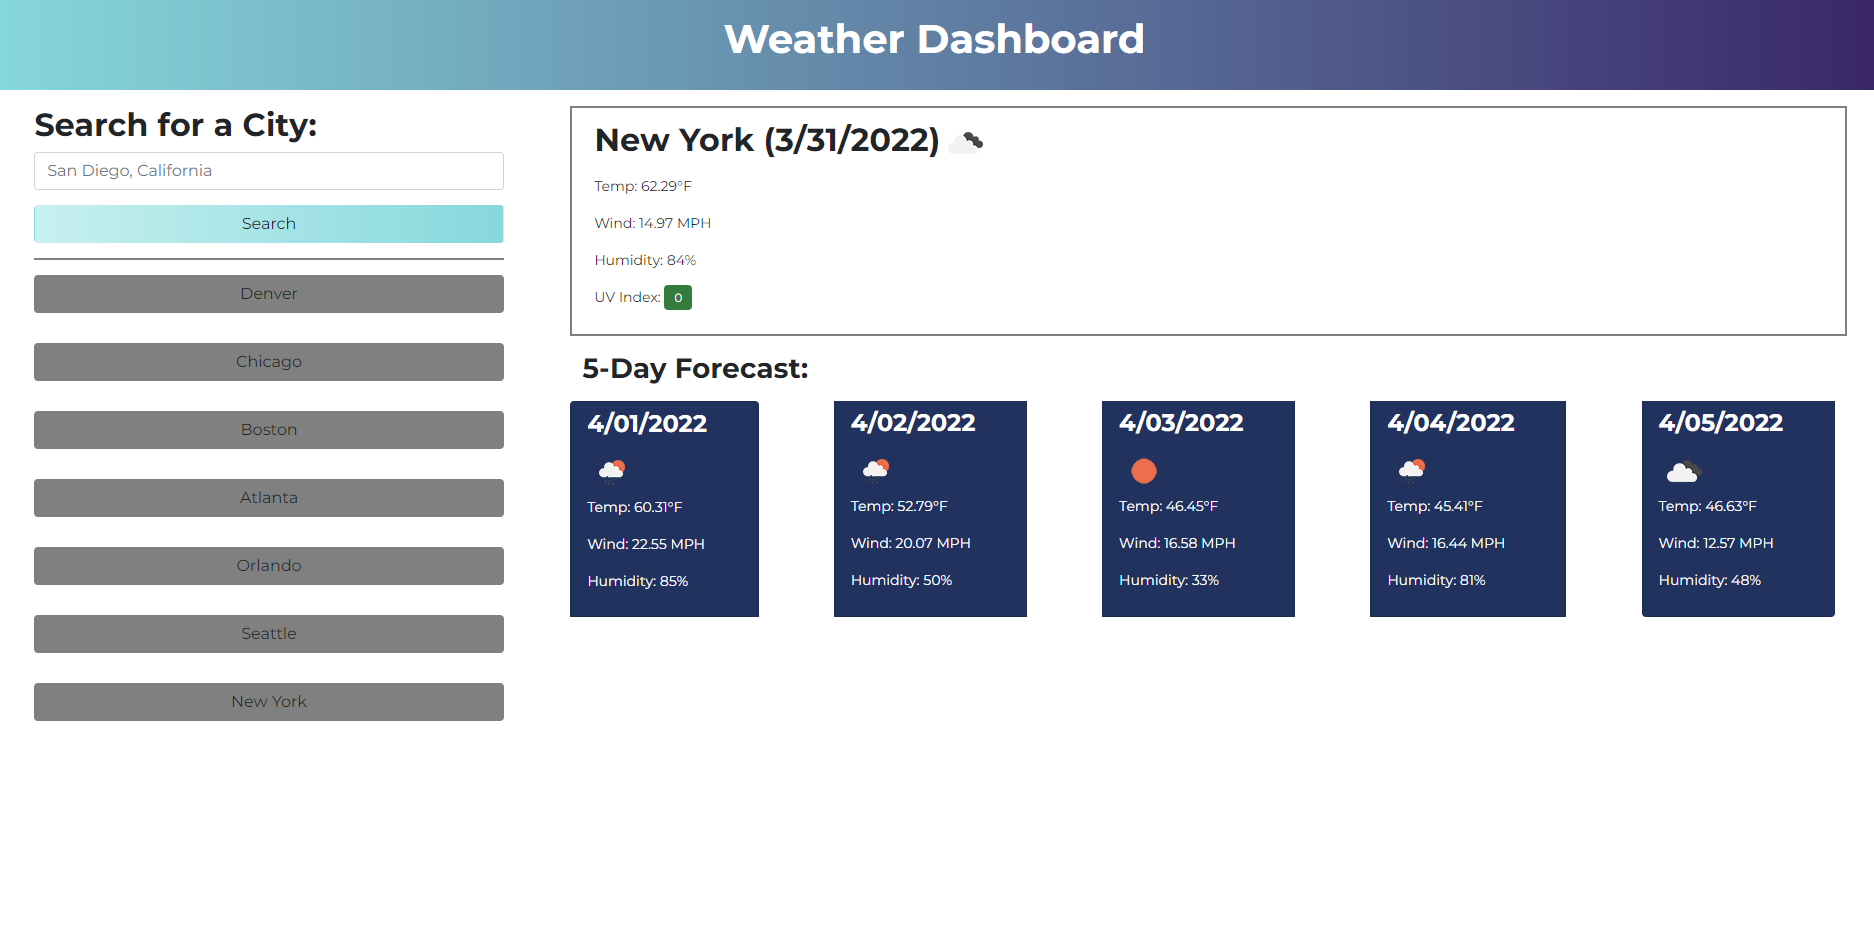 Weather Dashboard
Search for a City:
San Diego, California
Search
Denver
Chicago
Boston
Atlanta
Orlando
Seattle
New York
New York (3/31/2022)
Temp: 62.29°F
Wind: 14.97 MPH
Humidity: 84%
UV Index: 0
5-Day Forecast:
4/01/2022
Temp: 60.31°F
Wind: 22.55 MPH
Humidity: 85%
4/02/2022
Temp: 52.79°F
Wind: 20.07 MPH
Humidity: 50%
4/03/2022
Temp: 46.45°F
Wind: 16.58 MPH
Humidity: 33%
4/04/2022
Temp: 45.41°F
Wind: 16.44 MPH
Humidity: 81%
4/05/2022
Temp: 46.63°F
Wind: 12.57 MPH
Humidity: 48%